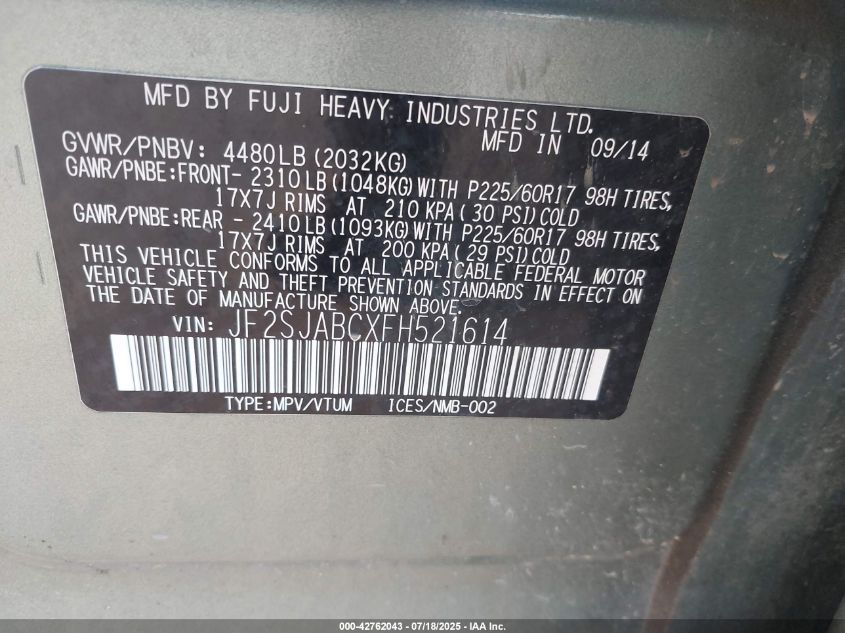 MFD BY FUJI HEAVY INDUSTRIES LTD.
MFD IN 09/14
GVWR/PNBV: 4480LB (2032KG)
GAWR/PNBE:FRONT- 2310LB (1048KG) WITH P225/60R17 98H TIRES,
17X7J RIMS AT 210 KPA (30 PSI) COLD
GAWR/PNBE:REAR - 2410LB (1093KG) WITH P225/60R17 98H TIRES,
17X7J RIMS AT 200 KPA (29 PSI) COLD
THIS VEHICLE CONFORMS TO ALL APPLICABLE FEDERAL MOTOR
VEHICLE SAFETY AND THEFT PREVENTION STANDARDS IN EFFECT ON
THE DATE OF MANUFACTURE SHOWN ABOVE.
VIN: JF2SJABCXFH521614
TYPE:MPV/VTUM ICES/NMB-002
000-42762043 - 07/18/2025 - IAA Inc.